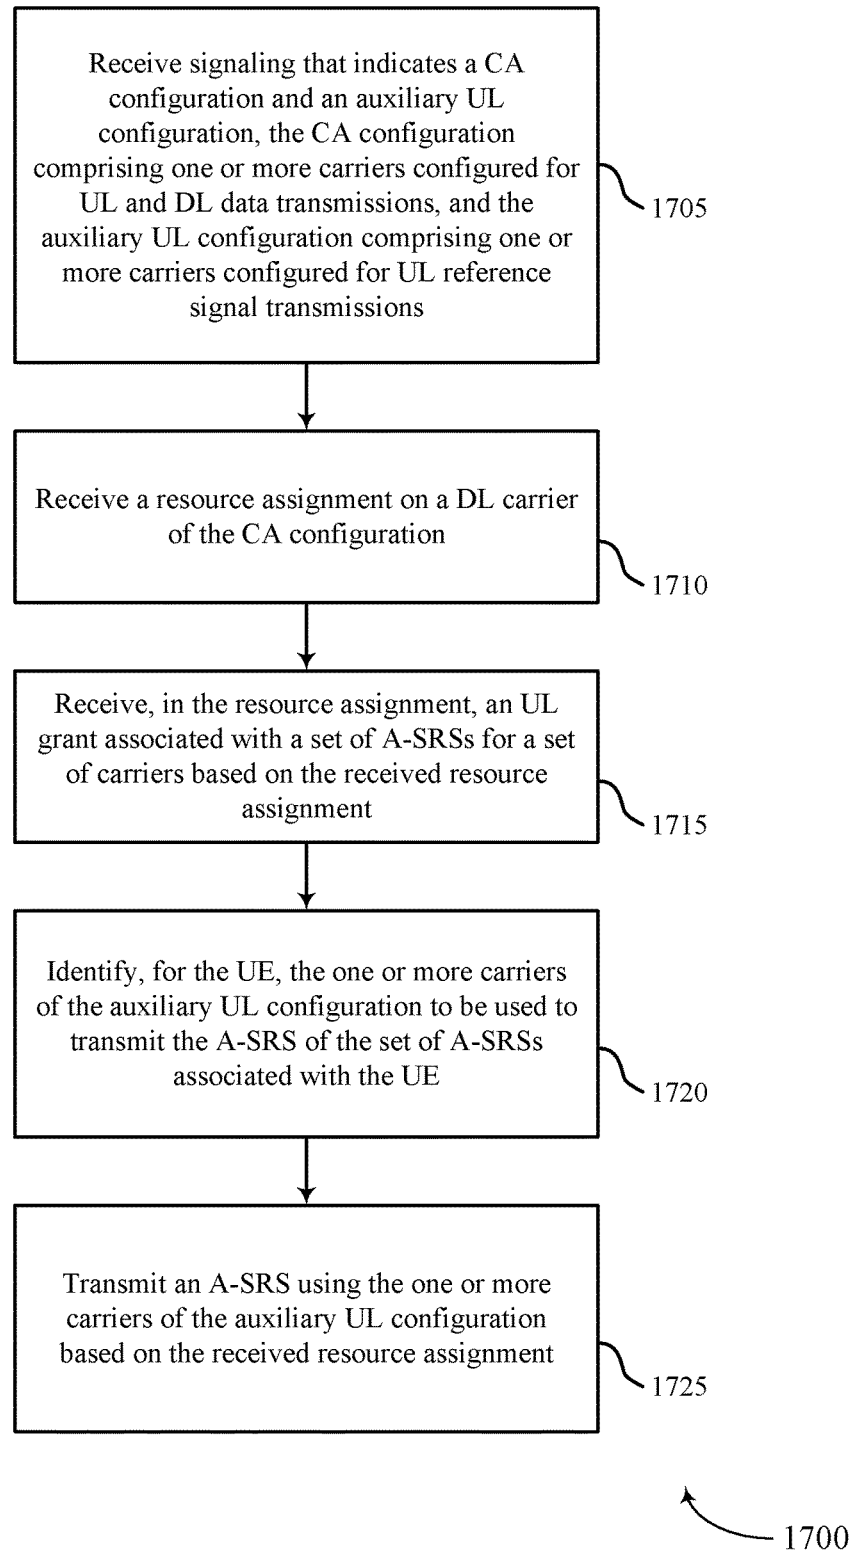 Receive signaling that indicates a CA
configuration and an auxiliary UL
configuration, the CA configuration
comprising one or more carriers configured for
UL and DL data transmissions, and the
auxiliary UL configuration comprising one or
more carriers configured for UL reference
signal transmissions
1705
Receive a resource assignment on a DL carrier
of the CA configuration
1710
Receive, in the resource assignment, an UL
grant associated with a set of A-SRSs for a set
of carriers based on the received resource
assignment
1715
Identify, for the UE, the one or more carriers
of the auxiliary UL configuration to be used to
transmit the A-SRS of the set of A-SRSs
associated with the UE
1720
Transmit an A-SRS using the one or more
carriers of the auxiliary UL configuration
based on the received resource assignment
1725
1700